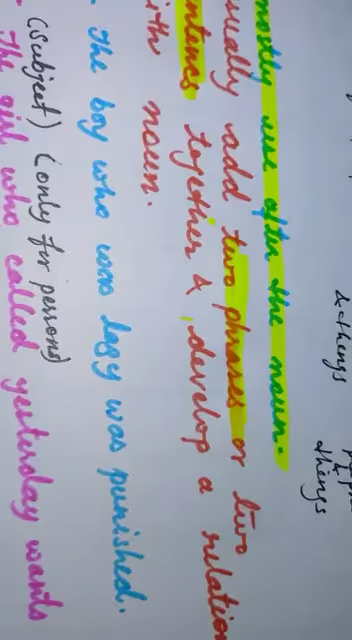 mostly use after the noun.
usually add two phrases or two
sentences together & develop a relation
with noun.
The boy who was lazy was punished.
(Subject) (only for persons)
The girl who called yesterday wants
& things
&
things